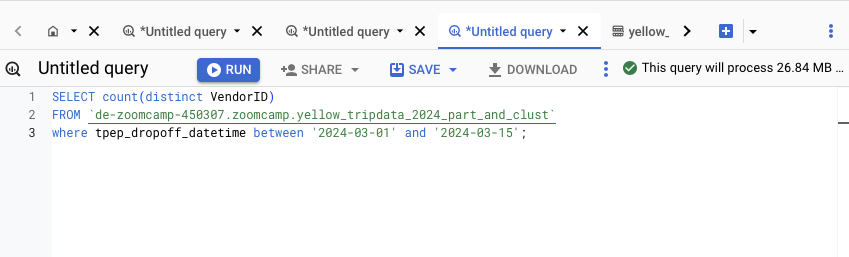 *Untitled query *Untitled query *Untitled query yellow_
Untitled query RUN SHARE SAVE DOWNLOAD This query will process 26.84 MB ...
1 SELECT count(distinct VendorID)
2 FROM `de-zoomcamp-450307.zoomcamp.yellow_tripdata_2024_part_and_clust`
3 where tpep_dropoff_datetime between '2024-03-01' and '2024-03-15';